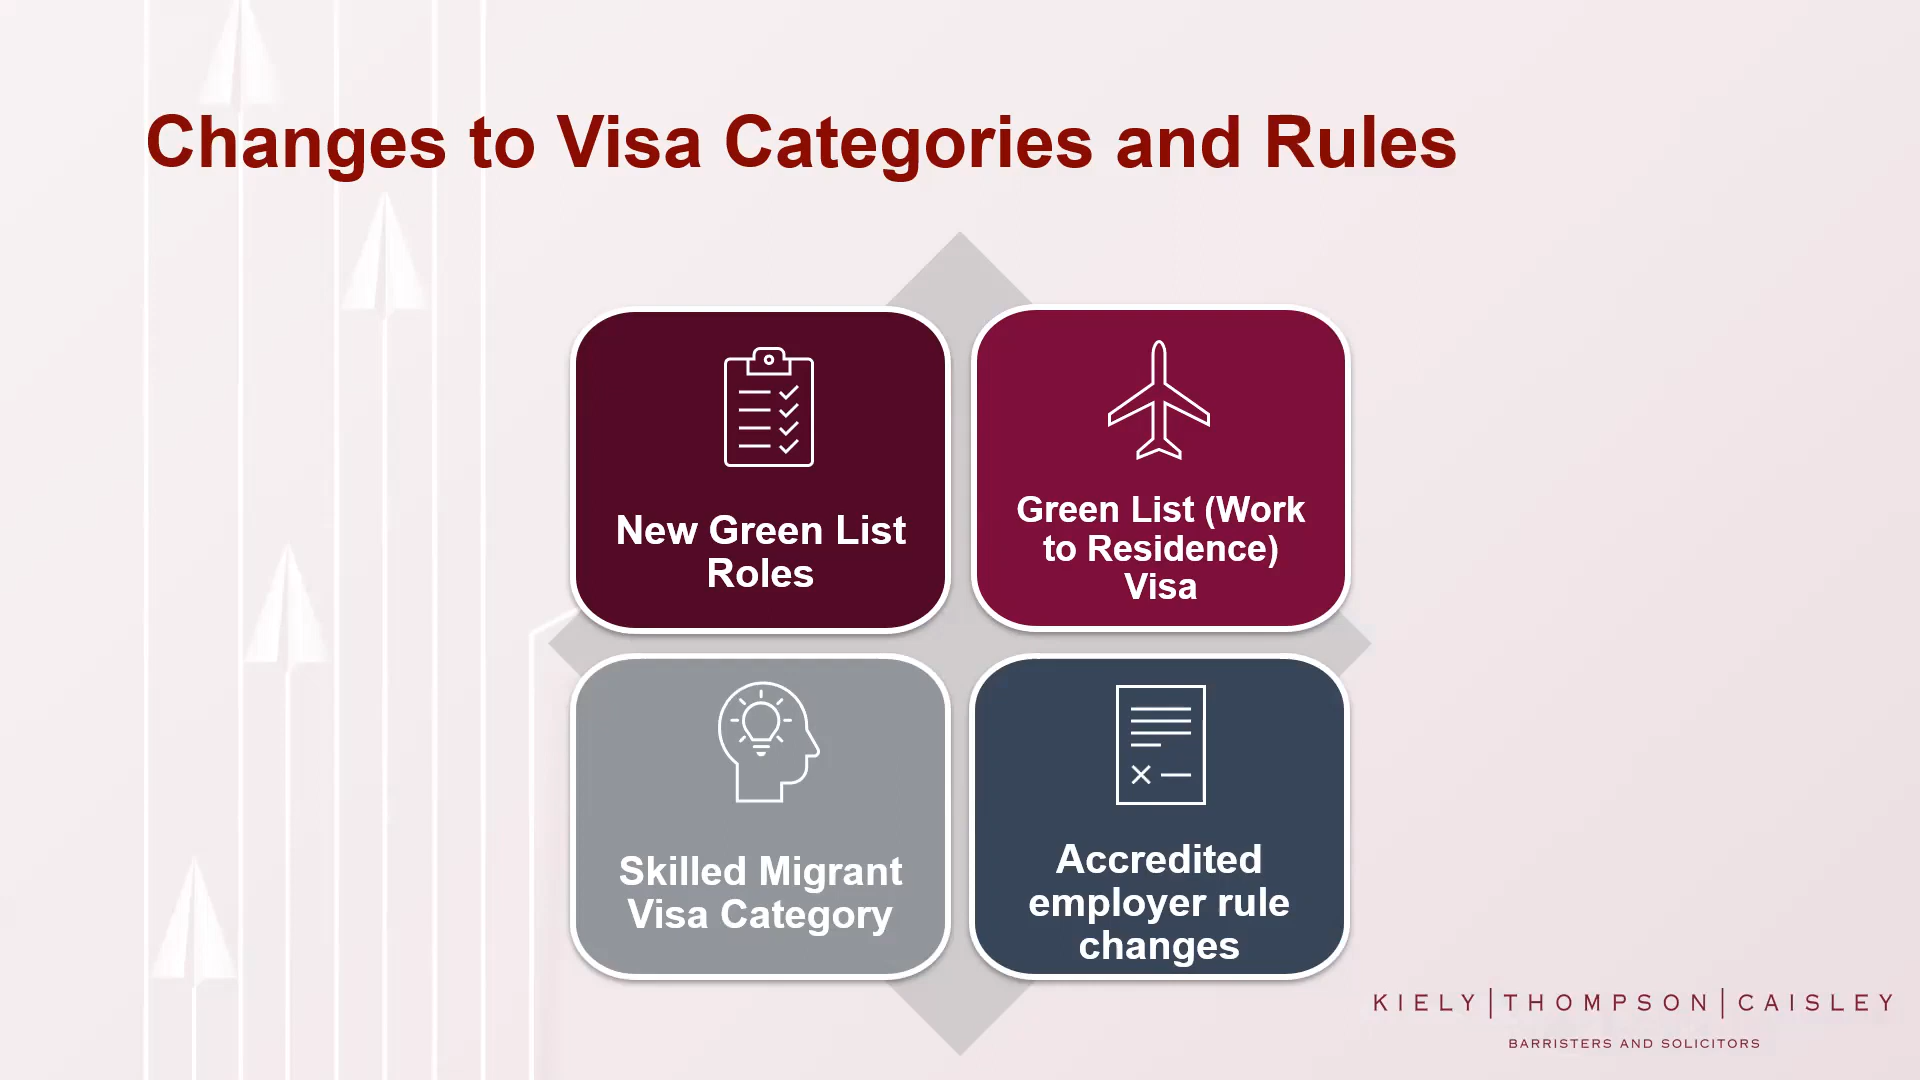 Changes to Visa Categories and Rules
New Green List
Roles
Green List (Work
to Residence)
Visa
Skilled Migrant
Visa Category
Accredited
employer rule
changes
KIELY|THOMPSON|CAISLEY
BARRISTERS AND SOLICITORS